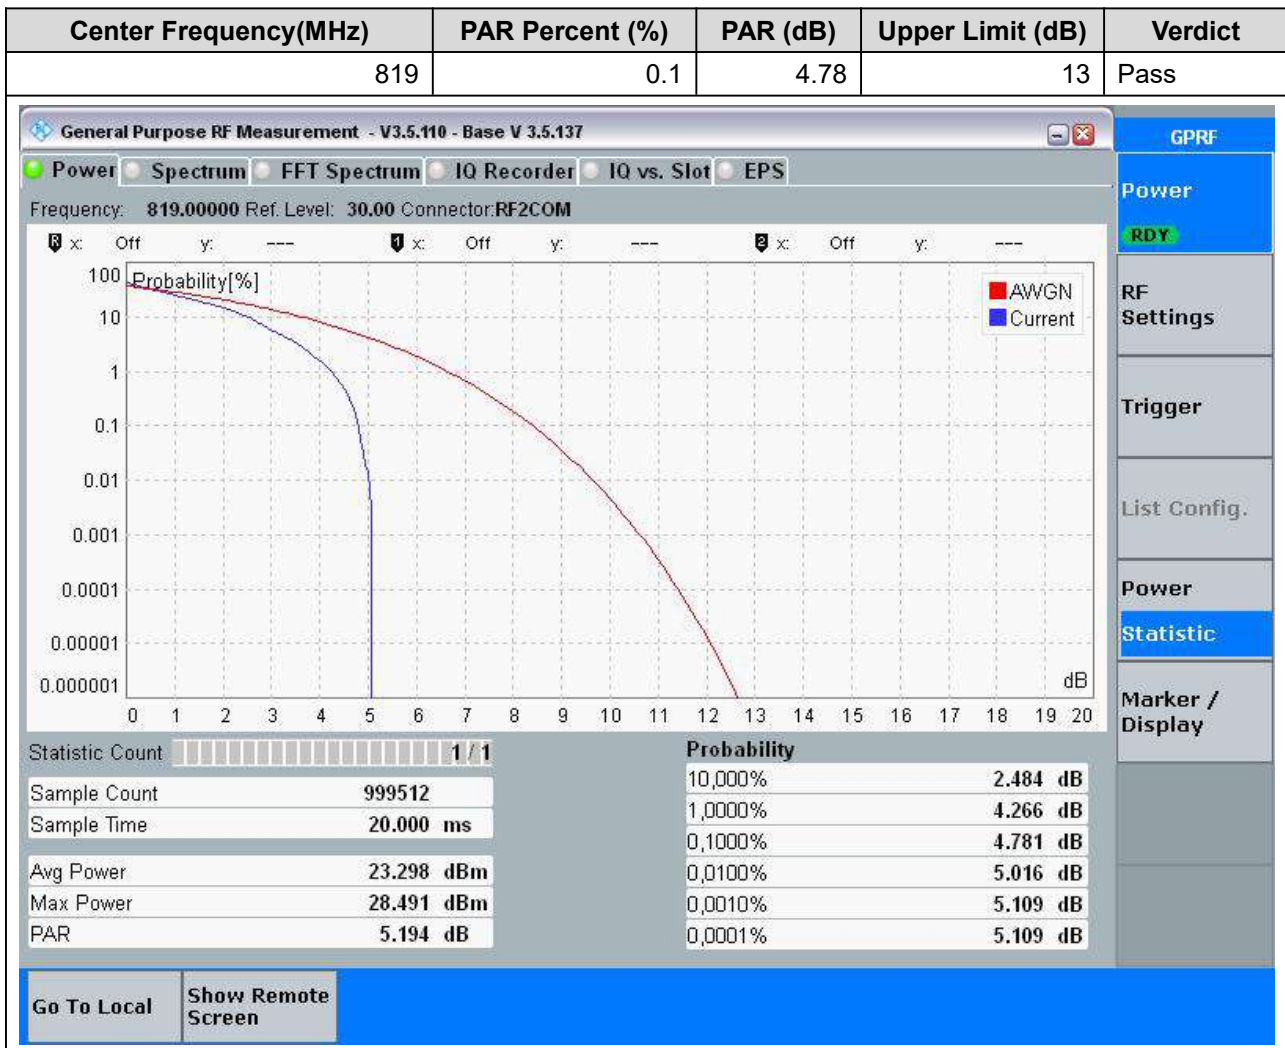 Center Frequency(MHz) PAR Percent (%) PAR (dB) Upper Limit (dB) Verdict
819 0.1 4.78 13 Pass
General Purpose RF Measurement - V3.5.110 - Base V 3.5.137
GPRF
Power Spectrum FFT Spectrum IQ Recorder IQ vs. Slot EPS
Frequency: 819.00000 Ref. Level: 30.00 Connector:RF2COM
R x: Off y: --- 1 x: Off y: --- 2 x: Off y: ---
Probability[%]
100
10
1
0.1
0.01
0.001
0.0001
0.00001
0.000001
AWGN
Current
dB
0 1 2 3 4 5 6 7 8 9 10 11 12 13 14 15 16 17 18 19 20
Statistic Count 1 / 1
Sample Count 999512
Sample Time 20.000 ms
Avg Power 23.298 dBm
Max Power 28.491 dBm
PAR 5.194 dB
Probability
10,000% 2.484 dB
1,0000% 4.266 dB
0,1000% 4.781 dB
0,0100% 5.016 dB
0,0010% 5.109 dB
0,0001% 5.109 dB
Power
RDY
RF
Settings
Trigger
List Config.
Power
Statistic
Marker /
Display
Go To Local
Show Remote
Screen